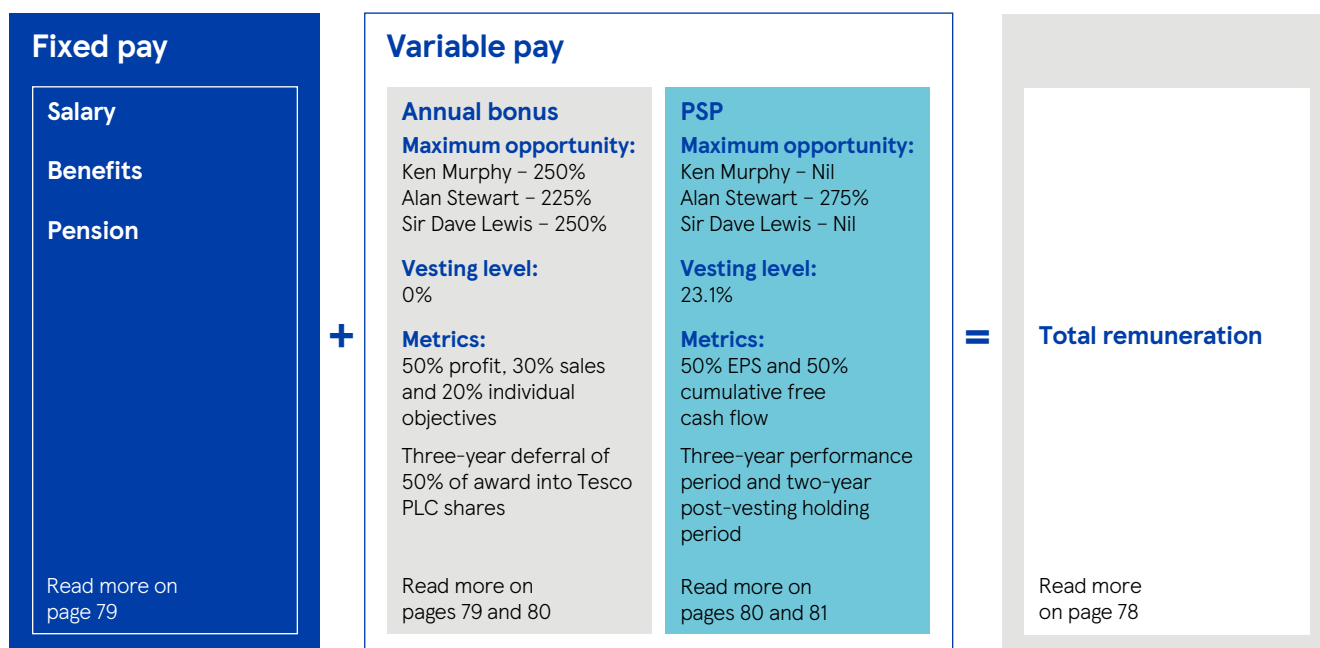 Fixed pay
Salary
Benefits
Pension
Read more on
page 79
+
Variable pay
Annual bonus
Maximum opportunity:
Ken Murphy – 250%
Alan Stewart – 225%
Sir Dave Lewis – 250%
Vesting level:
0%
Metrics:
50% profit, 30% sales
and 20% individual
objectives
Three-year deferral of
50% of award into Tesco
PLC shares
Read more on
pages 79 and 80
PSP
Maximum opportunity:
Ken Murphy – Nil
Alan Stewart – 275%
Sir Dave Lewis – Nil
Vesting level:
23.1%
Metrics:
50% EPS and 50%
cumulative free
cash flow
Three-year performance
period and two-year
post-vesting holding
period
Read more on
pages 80 and 81
=
Total remuneration
Read more
on page 78